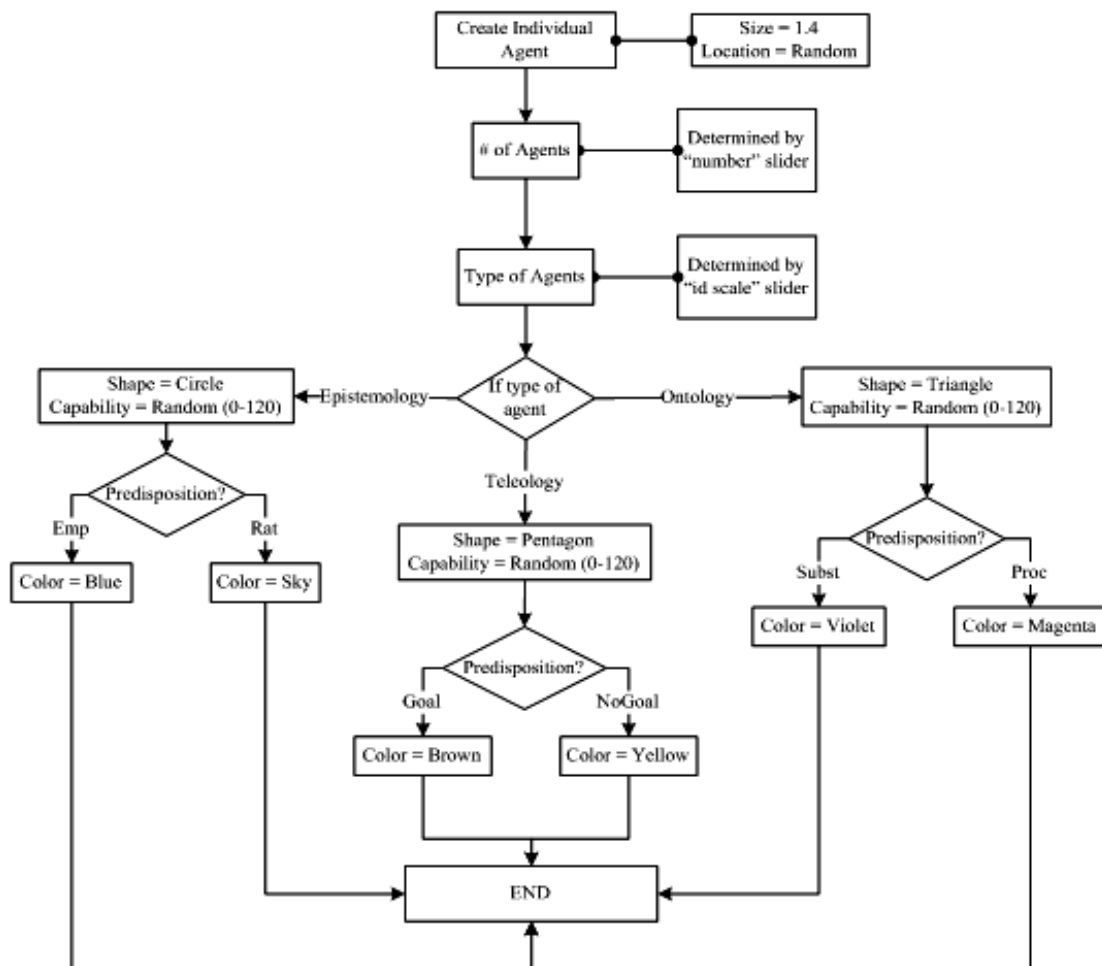 Create Individual
Agent
Size = 1.4
Location = Random
# of Agents
Determined by
“number” slider
Type of Agents
Determined by
“id scale” slider
If type of
agent
Epistemology
Ontology
Teleology
Shape = Circle
Capability = Random (0-120)
Predisposition?
Emp
Rat
Color = Blue
Color = Sky
Shape = Pentagon
Capability = Random (0-120)
Predisposition?
Goal
NoGoal
Color = Brown
Color = Yellow
Shape = Triangle
Capability = Random (0-120)
Predisposition?
Subst
Proc
Color = Violet
Color = Magenta
END